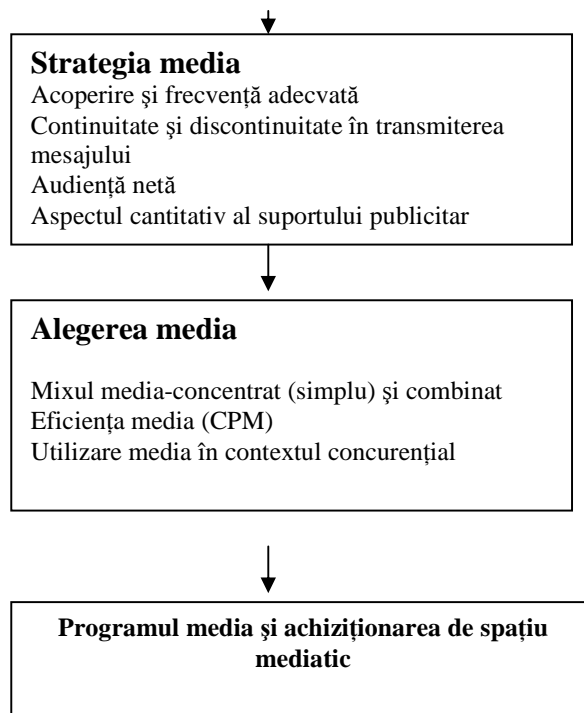 Strategia media
Acoperire şi frecvenţă adecvată
Continuitate şi discontinuitate în transmiterea
mesajului
Audienţă netă
Aspectul cantitativ al suportului publicitar
Alegerea media
Mixul media-concentrat (simplu) şi combinat
Eficienţa media (CPM)
Utilizare media în contextul concurenţial
Programul media şi achiziţionarea de spaţiu
mediatic